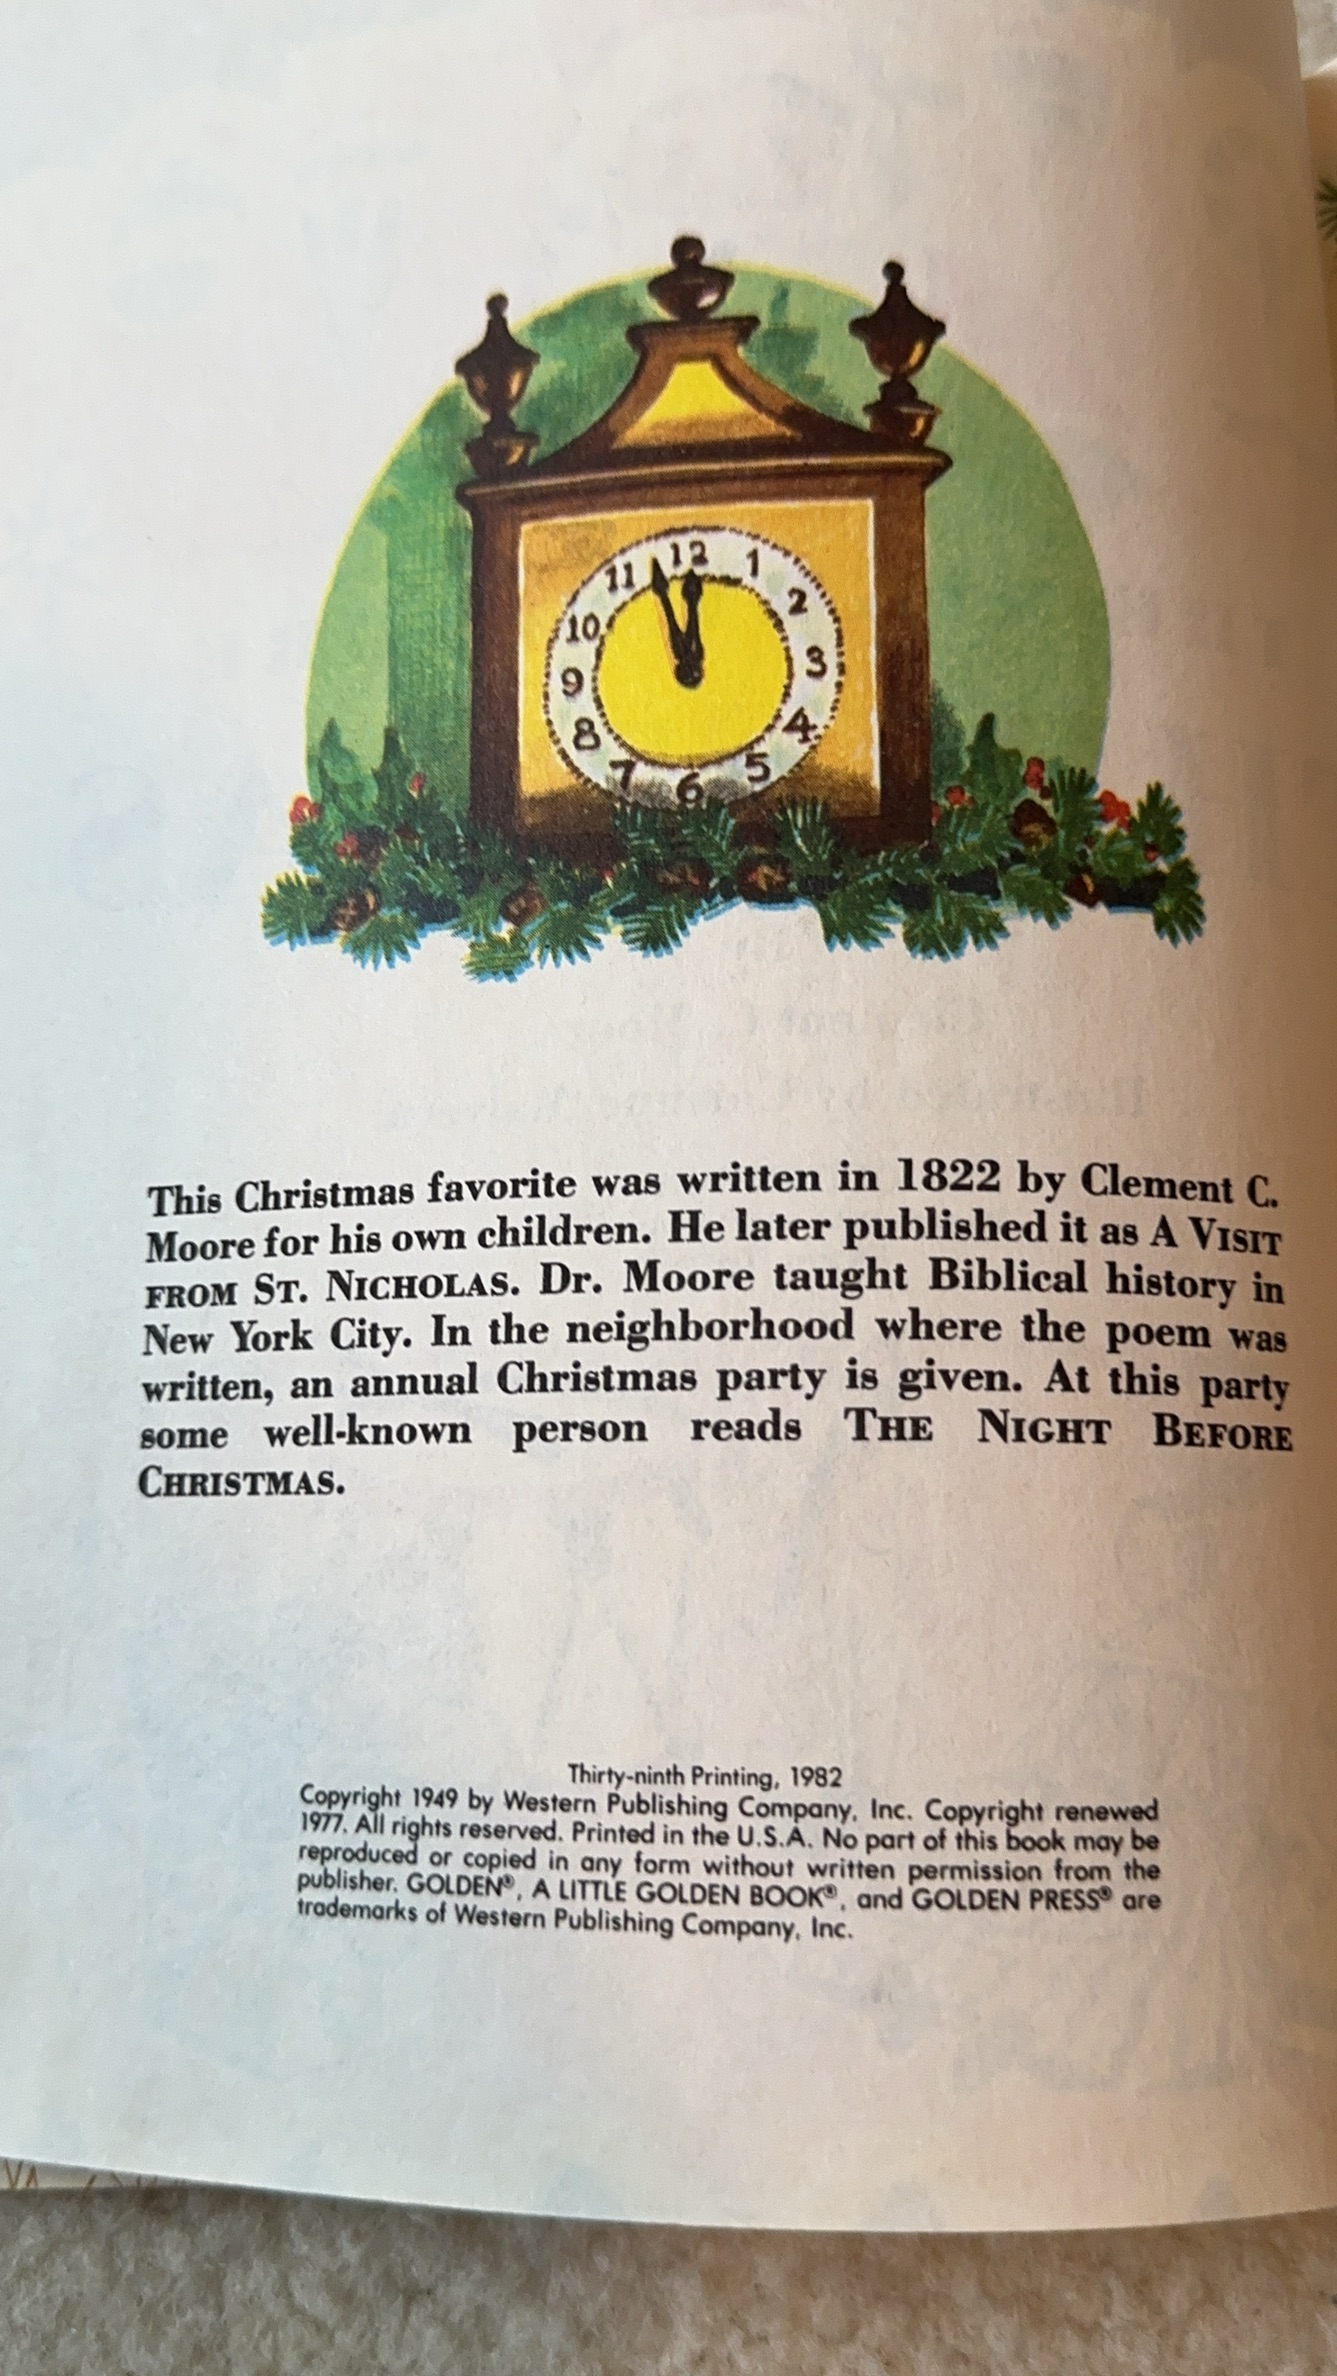 12
1
2
3
4
5
6
7
8
9
10
11
This Christmas favorite was written in 1822 by Clement C.
Moore for his own children. He later published it as A VISIT
FROM ST. NICHOLAS. Dr. Moore taught Biblical history in
New York City. In the neighborhood where the poem was
written, an annual Christmas party is given. At this party
some well-known person reads THE NIGHT BEFORE
CHRISTMAS.
Thirty-ninth Printing, 1982
Copyright 1949 by Western Publishing Company, Inc. Copyright renewed
1977. All rights reserved. Printed in the U.S.A. No part of this book may be
reproduced or copied in any form without written permission from the
publisher. GOLDEN®, A LITTLE GOLDEN BOOK®, and GOLDEN PRESS® are
trademarks of Western Publishing Company, Inc.